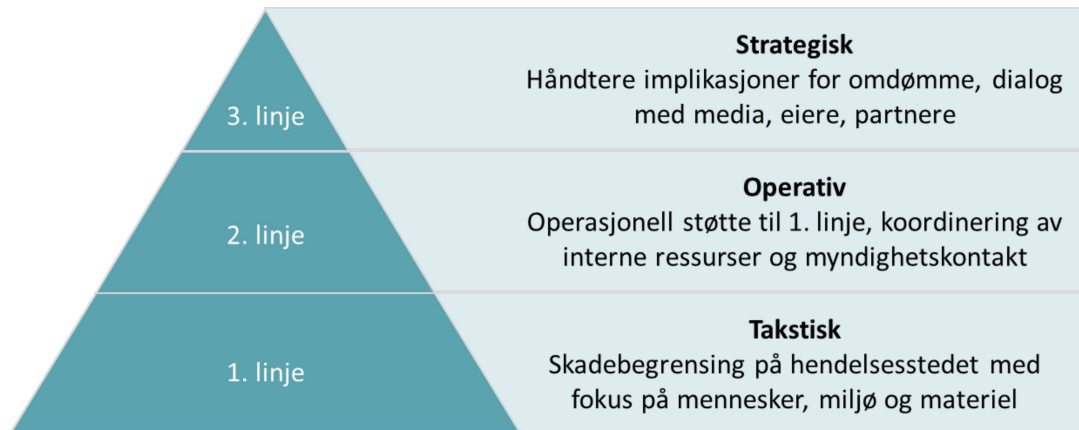 3. linje
Strategisk
Håndtere implikasjoner for omdømme, dialog
med media, eiere, partnere
2. linje
Operativ
Operasjonell støtte til 1. linje, koordinering av
interne ressurser og myndighetskontakt
1. linje
Takstisk
Skadebegrensing på hendelsesstedet med
fokus på mennesker, miljø og materiel